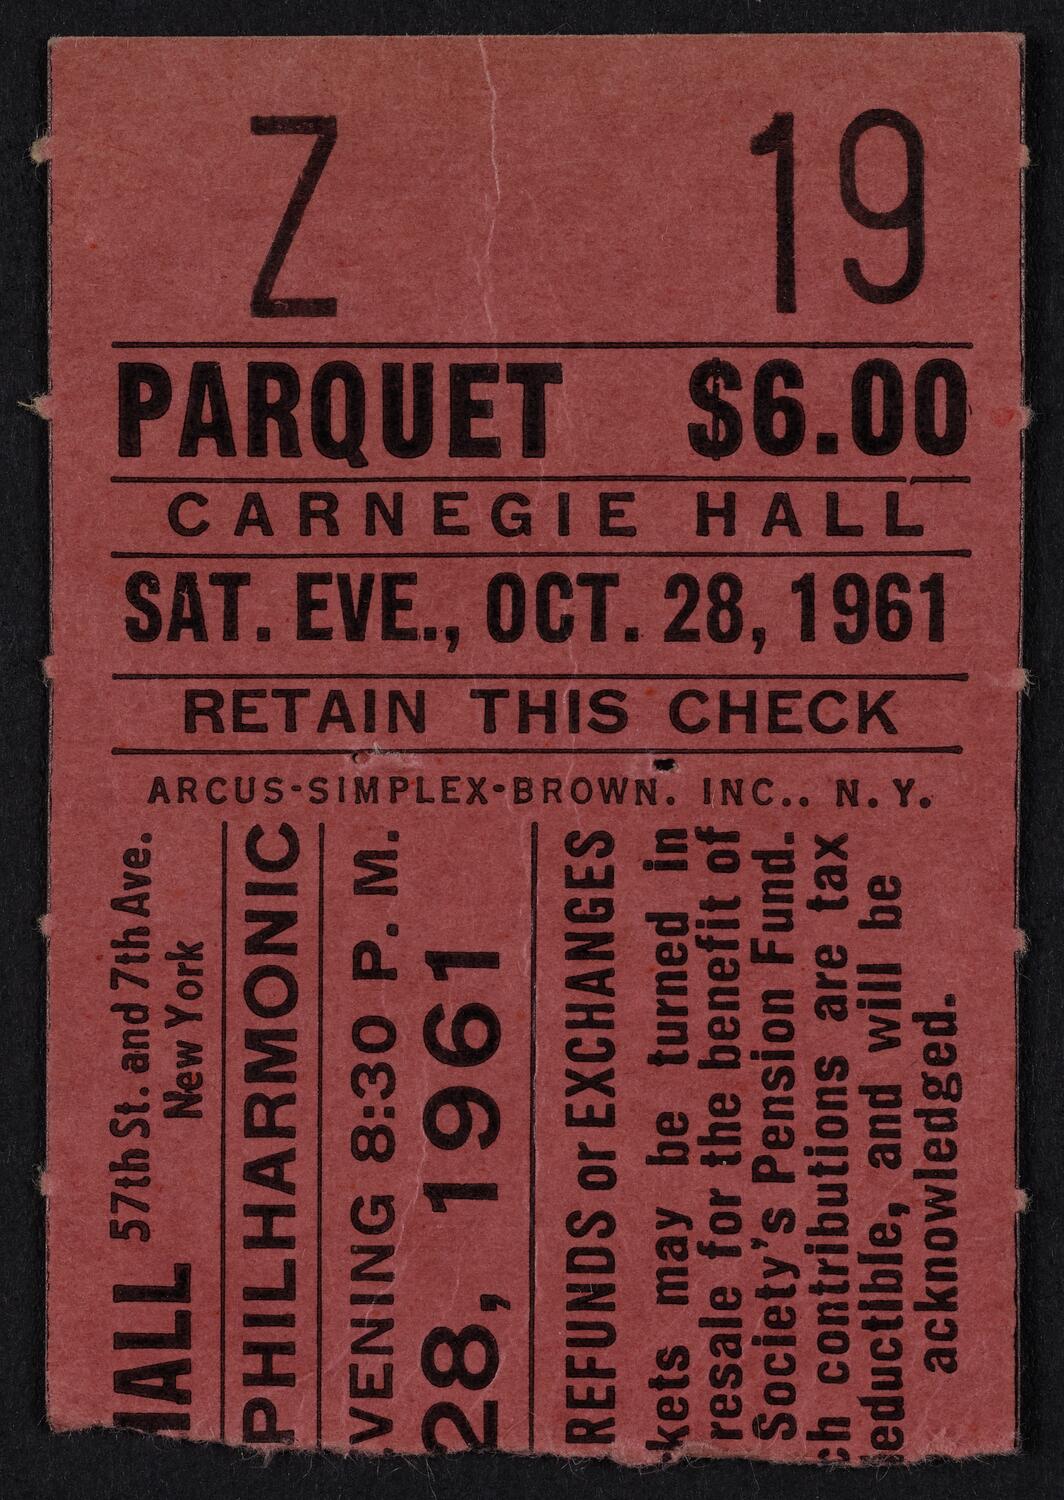 Z 19
PARQUET $6.00
CARNEGIE HALL
SAT. EVE., OCT. 28, 1961
RETAIN THIS CHECK
ARCUS-SIMPLEX-BROWN. INC.. N. Y.
HALL 57th St. and 7th Ave.
New York
PHILHARMONIC
VENING 8:30 P. M.
28, 1961
REFUNDS or EXCHANGES
kets may be turned in
resale for the benefit of
Society's Pension Fund.
ch contributions are tax
eductible, and will be
acknowledged.